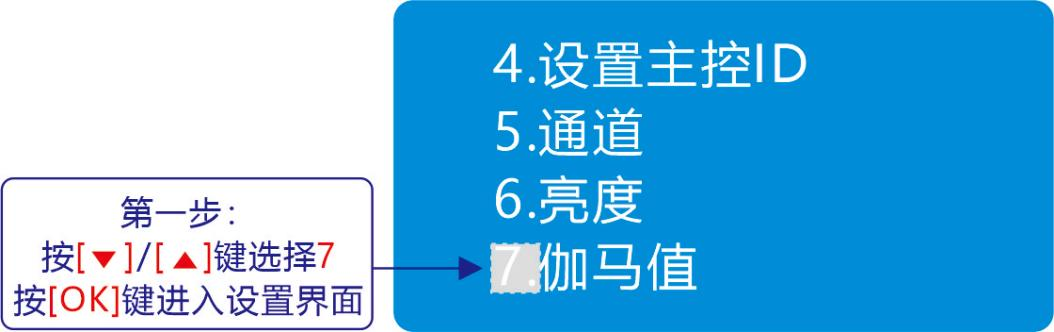 4.设置主控ID
5.通道
6.亮度
7.伽马值
第一步：
按[▼]/[▲]键选择7
按[OK]键进入设置界面